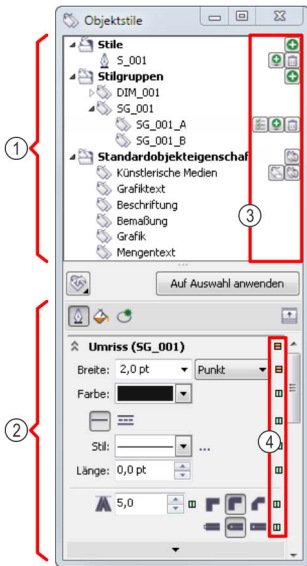 Objektstile
Stile
S_001
Stilgruppen
DIM_001
SG_001
SG_001_A
SG_001_B
Standardobjekteigenschaf
Künstlerische Medien
Grafiktext
Beschriftung
Bemaßung
Grafik
Mengentext
1
3
Auf Auswahl anwenden
Umriss (SG_001)
Breite: 2,0 pt Punkt
Farbe:
2
4
Stil: ...
Länge: 0,0 pt
5,0